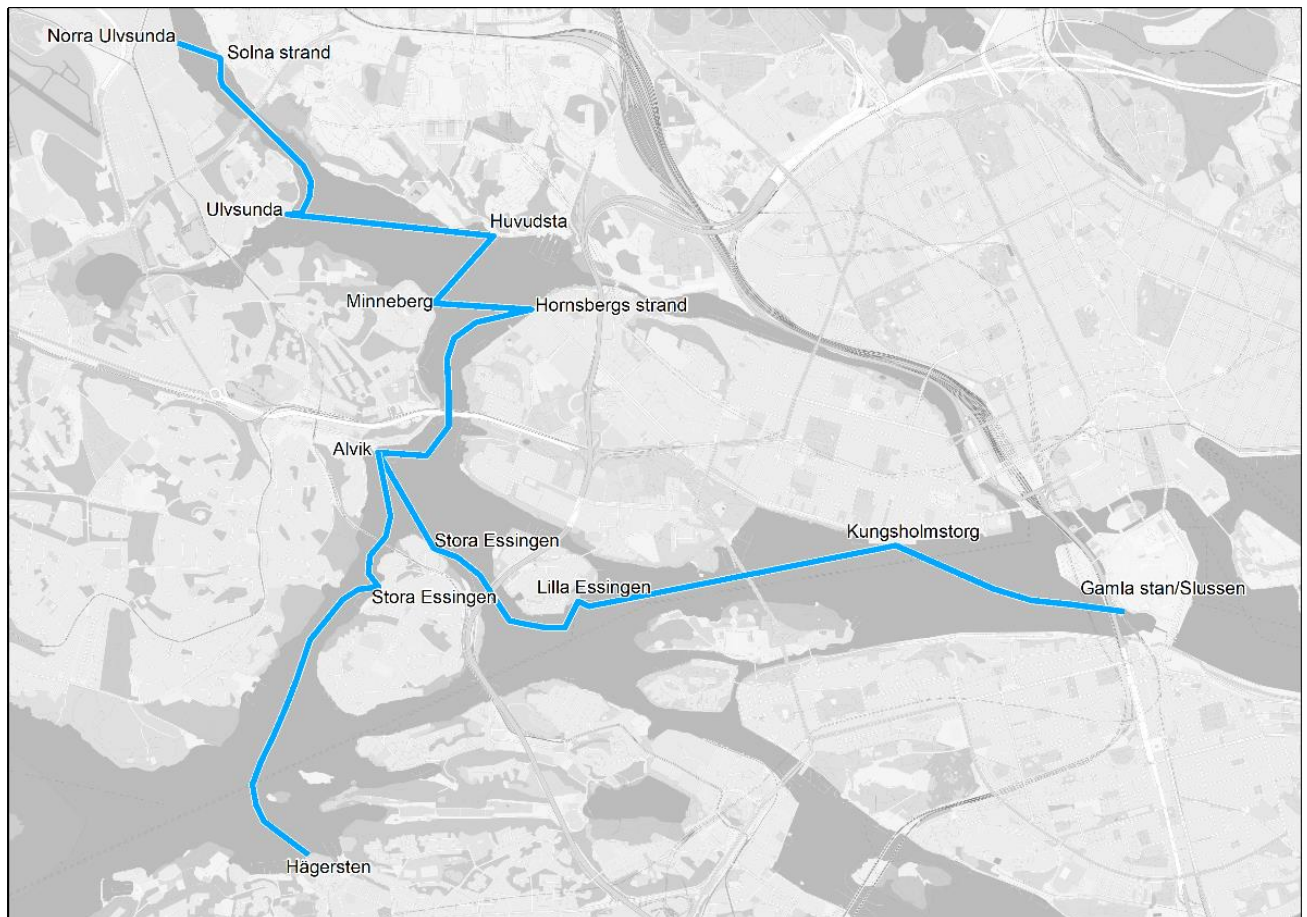 Norra Ulvsunda
Solna strand
Ulvsunda
Huvudsta
Minneberg
Hornsbergs strand
Alvik
Kungsholmstorg
Stora Essingen
Lilla Essingen
Gamla stan/Slussen
Stora Essingen
Hägersten